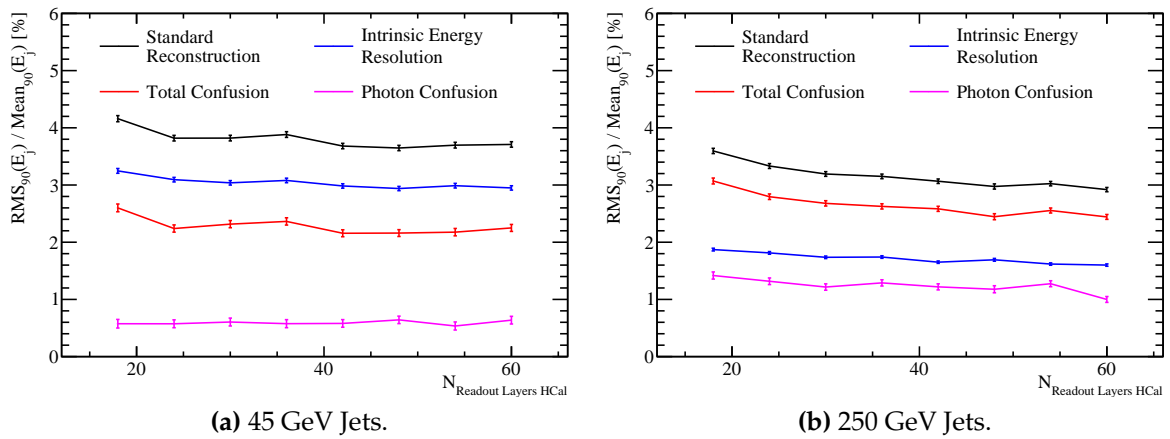 RMS90(Ej) / Mean90(Ej) [%]
6
5
4
3
2
1
0
Standard Reconstruction
Intrinsic Energy Resolution
Total Confusion
Photon Confusion
20
40
60
N Readout Layers HCal
(a) 45 GeV Jets.
RMS90(Ej) / Mean90(Ej) [%]
6
5
4
3
2
1
0
Standard Reconstruction
Intrinsic Energy Resolution
Total Confusion
Photon Confusion
20
40
60
N Readout Layers HCal
(b) 250 GeV Jets.